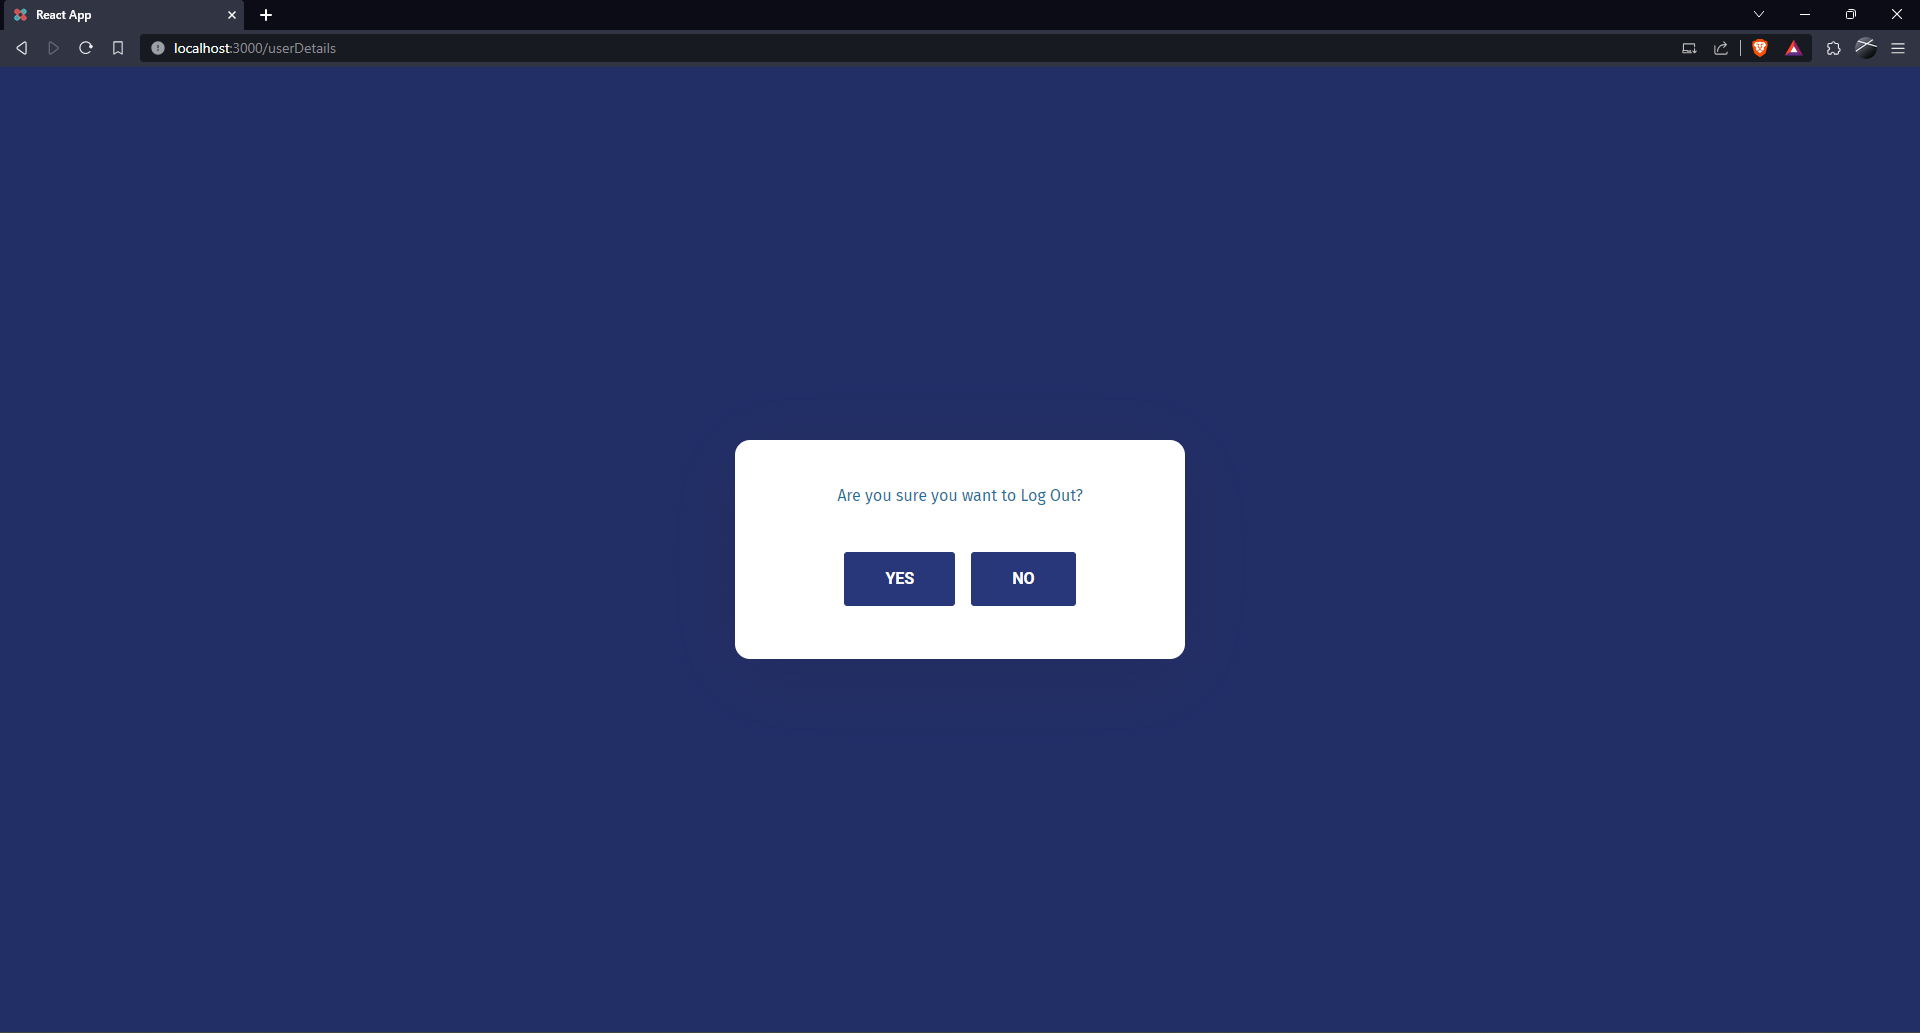 React App
localhost:3000/userDetails
Are you sure you want to Log Out?
YES NO